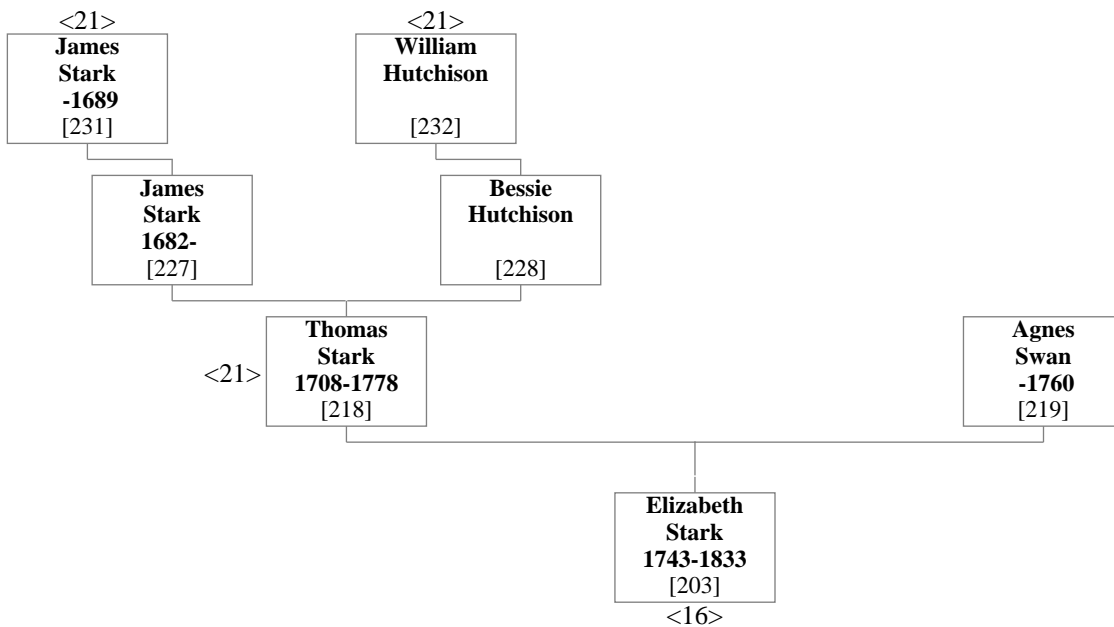 <21>
James
Stark
-1689
[231]
<21>
William
Hutchison
[232]
James
Stark
1682-
[227]
Bessie
Hutchison
[228]
<21>
Thomas
Stark
1708-1778
[218]
Agnes
Swan
-1760
[219]
Elizabeth
Stark
1743-1833
[203]
<16>